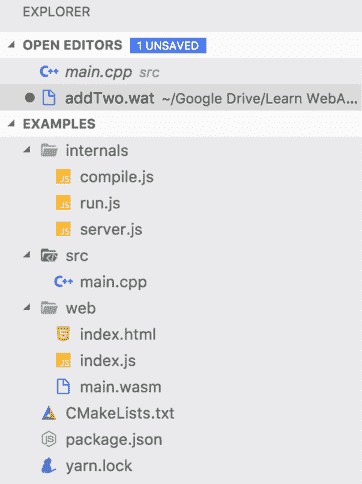 EXPLORER
OPEN EDITORS 1 UNSAVED
C++ main.cpp src
addTwo.wat ~/Google Drive/Learn WebA...
EXAMPLES
internals
JS compile.js
JS run.js
JS server.js
src
C++ main.cpp
web
index.html
JS index.js
main.wasm
CMakeLists.txt
package.json
yarn.lock